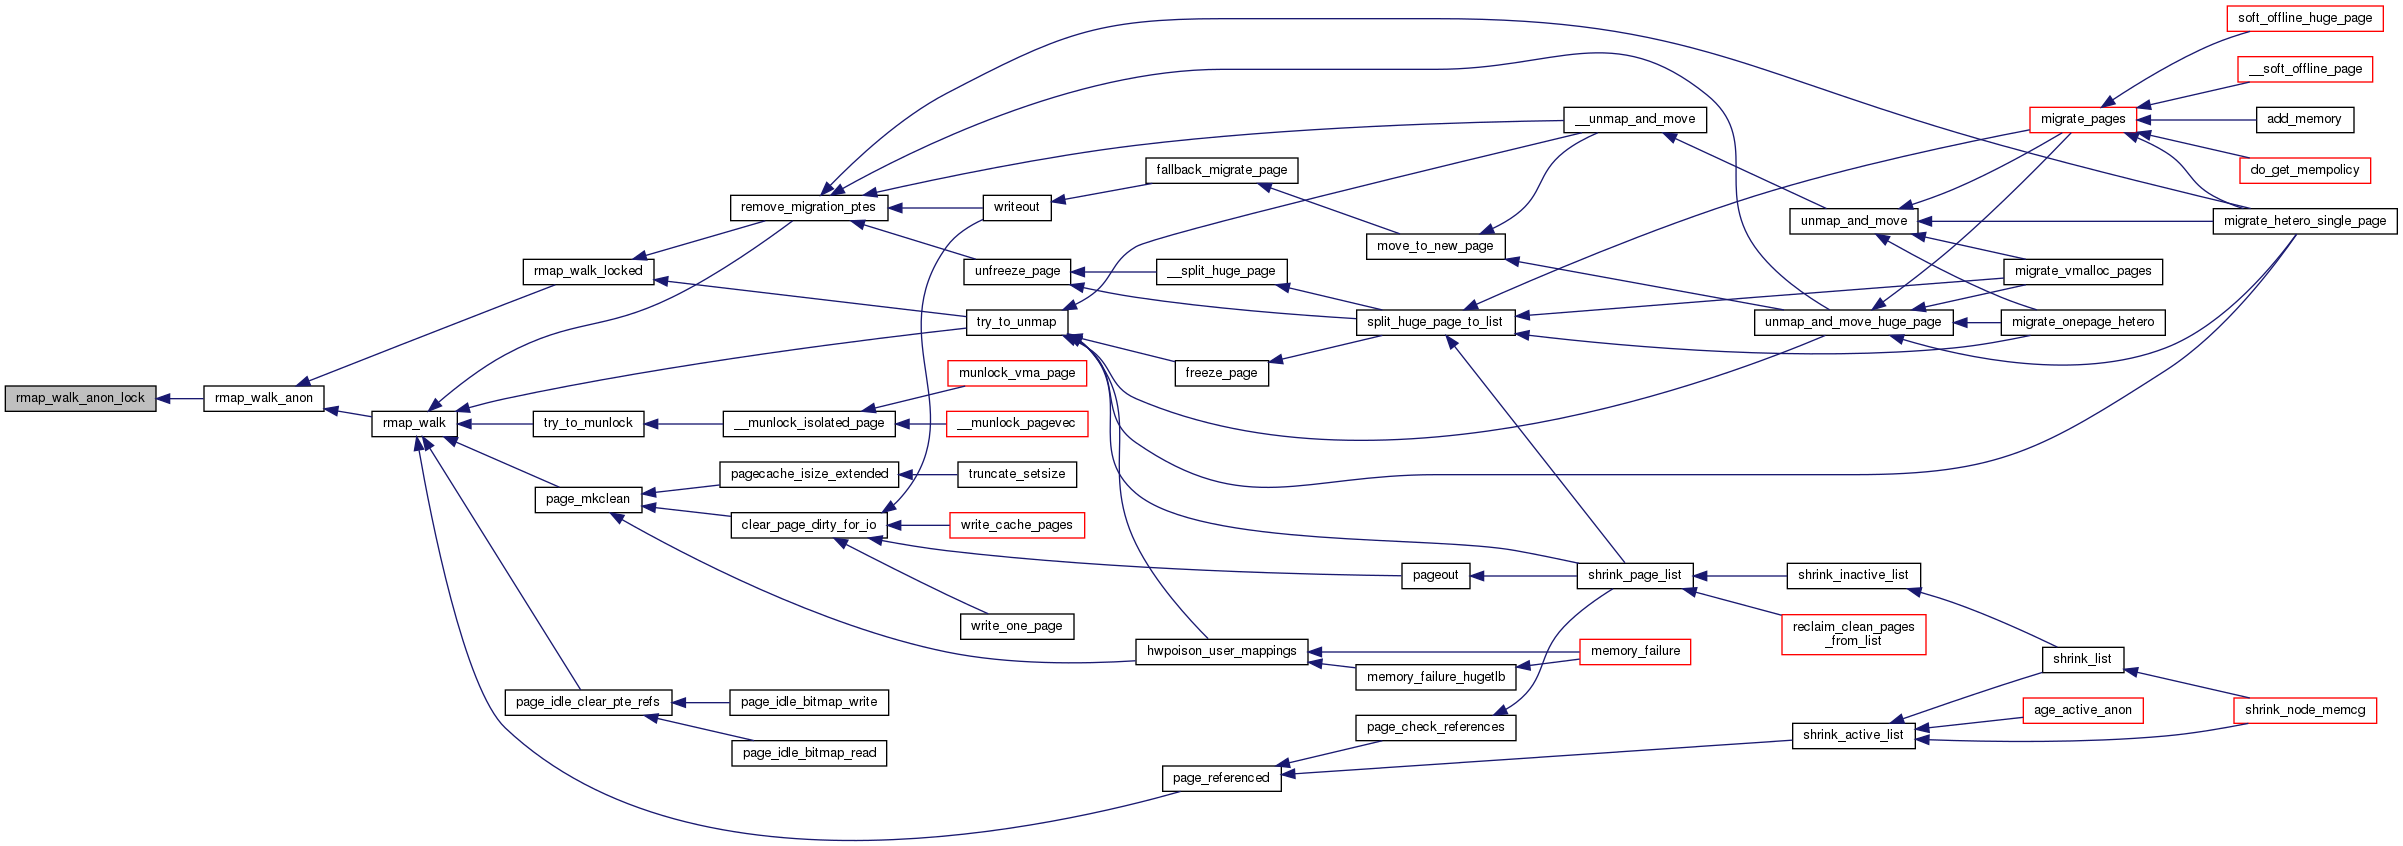 rmap_walk_anon_lock
rmap_walk_anon
rmap_walk_locked
rmap_walk
remove_migration_ptes
try_to_munlock
page_mkclean
page_idle_clear_pte_refs
__munlock_isolated_page
pagecache_isize_extended
clear_page_dirty_for_io
page_idle_bitmap_write
page_idle_bitmap_read
writeout
unfreeze_page
try_to_unmap
munlock_vma_page
__munlock_pagevec
truncate_setsize
write_cache_pages
write_one_page
fallback_migrate_page
__split_huge_page
freeze_page
hwpoison_user_mappings
page_referenced
move_to_new_page
split_huge_page_to_list
pageout
memory_failure_hugetlb
page_check_references
__unmap_and_move
shrink_page_list
memory_failure
unmap_and_move
unmap_and_move_huge_page
shrink_inactive_list
reclaim_clean_pages
_from_list
shrink_active_list
migrate_pages
migrate_vmalloc_pages
migrate_onepage_hetero
shrink_list
age_active_anon
soft_offline_huge_page
__soft_offline_page
add_memory
do_get_mempolicy
migrate_hetero_single_page
shrink_node_memcg